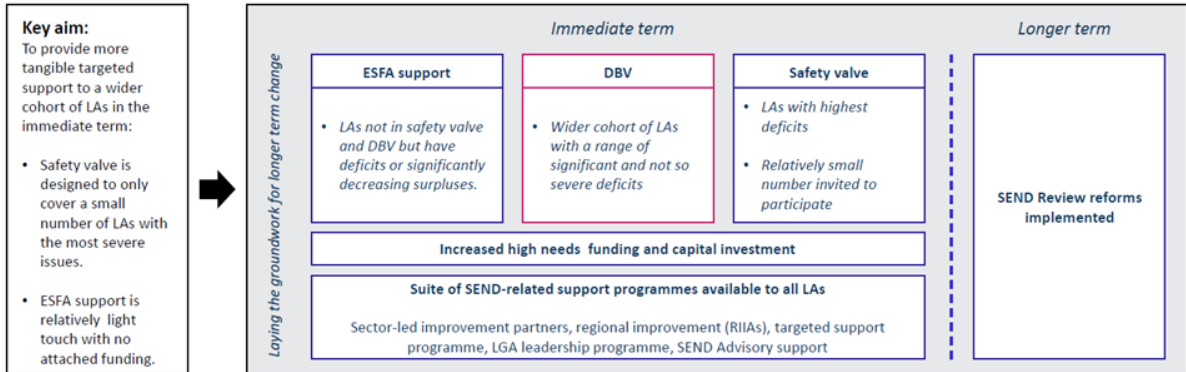 Key aim:
To provide more
tangible targeted
support to a wider
cohort of LAs in the
immediate term:
• Safety valve is
designed to only
cover a small
number of LAs with
the most severe
issues.
• ESFA support is
relatively light
touch with no
attached funding.
Laying the groundwork for longer term change
Immediate term
ESFA support
• LAs not in safety valve
and DBV but have
deficits or significantly
decreasing surpluses.
DBV
• Wider cohort of LAs
with a range of
significant and not so
severe deficits
Safety valve
• LAs with highest
deficits
• Relatively small
number invited to
participate
Increased high needs funding and capital investment
Suite of SEND-related support programmes available to all LAs
Sector-led improvement partners, regional improvement (RIIAs), targeted support
programme, LGA leadership programme, SEND Advisory support
Longer term
SEND Review reforms
implemented